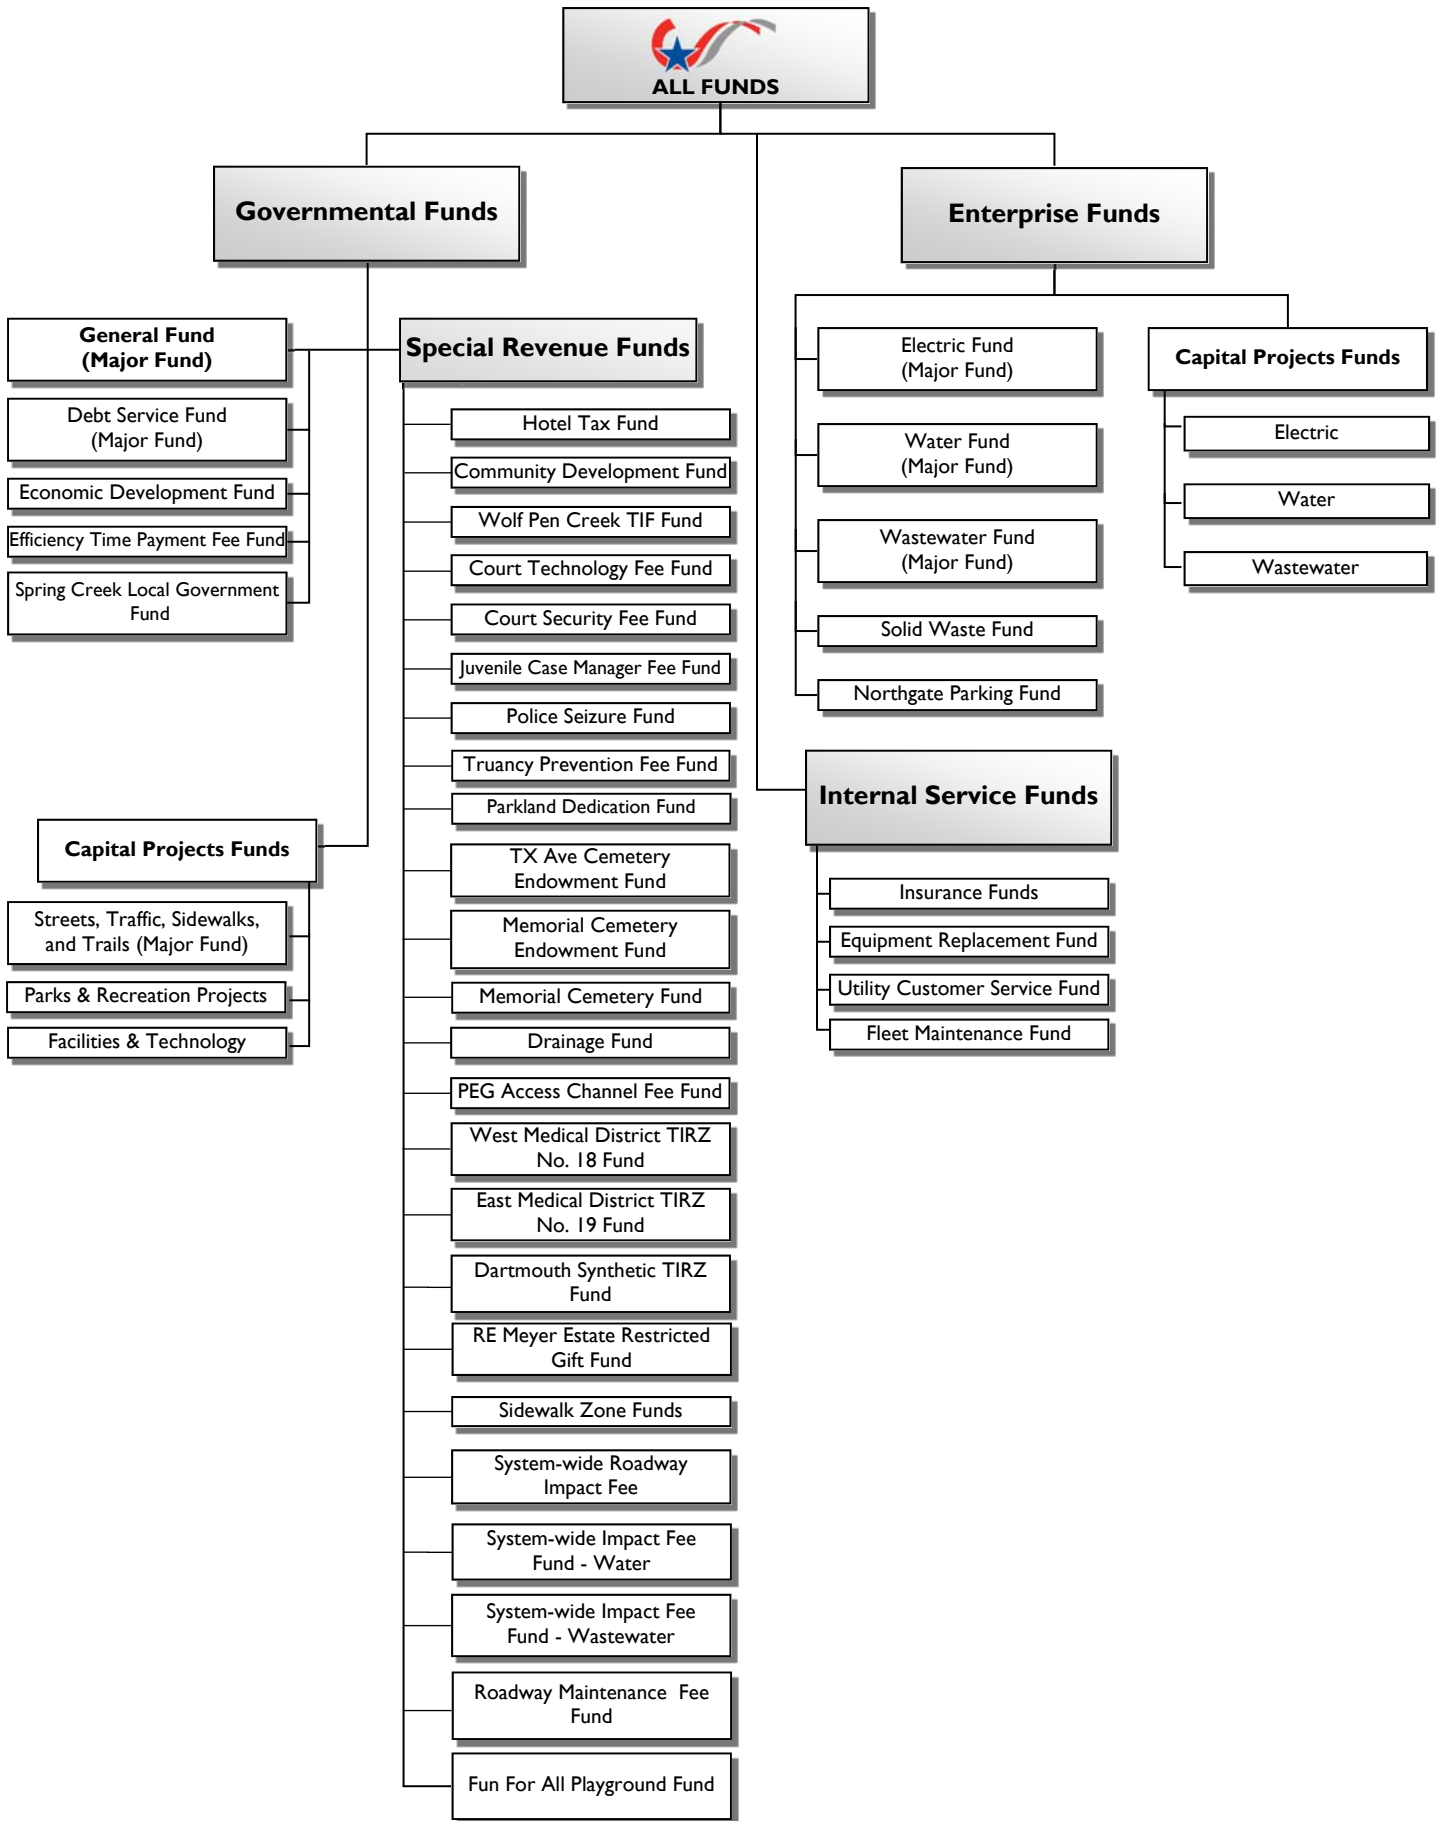 ALL FUNDS
Governmental Funds
General Fund
(Major Fund)
Debt Service Fund
(Major Fund)
Economic Development Fund
Efficiency Time Payment Fee Fund
Spring Creek Local Government
Fund
Capital Projects Funds
Streets, Traffic, Sidewalks,
and Trails (Major Fund)
Parks & Recreation Projects
Facilities & Technology
Special Revenue Funds
Hotel Tax Fund
Community Development Fund
Wolf Pen Creek TIF Fund
Court Technology Fee Fund
Court Security Fee Fund
Juvenile Case Manager Fee Fund
Police Seizure Fund
Truancy Prevention Fee Fund
Parkland Dedication Fund
TX Ave Cemetery
Endowment Fund
Memorial Cemetery
Endowment Fund
Memorial Cemetery Fund
Drainage Fund
PEG Access Channel Fee Fund
West Medical District TIRZ
No. 18 Fund
East Medical District TIRZ
No. 19 Fund
Dartmouth Synthetic TIRZ
Fund
RE Meyer Estate Restricted
Gift Fund
Sidewalk Zone Funds
System-wide Roadway
Impact Fee
System-wide Impact Fee
Fund - Water
System-wide Impact Fee
Fund - Wastewater
Roadway Maintenance  Fee
Fund
Fun For All Playground Fund
Enterprise Funds
Electric Fund
(Major Fund)
Water Fund
(Major Fund)
Wastewater Fund
(Major Fund)
Solid Waste Fund
Northgate Parking Fund
Capital Projects Funds
Electric
Water
Wastewater
Internal Service Funds
Insurance Funds
Equipment Replacement Fund
Utility Customer Service Fund
Fleet Maintenance Fund